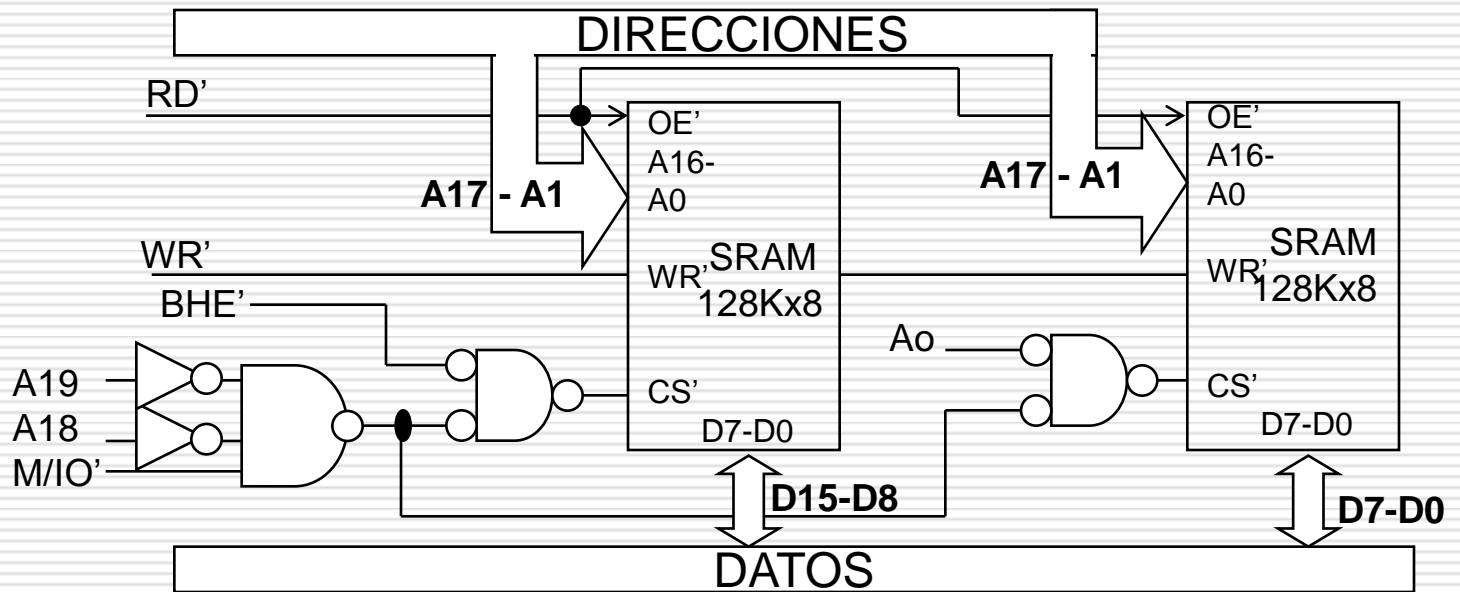 DIRECCIONES
RD'
OE'
A16-
A0
A17 - A1
SRAM
WR'
128Kx8
CS'
D7-D0
OE'
A16-
A0
A17 - A1
SRAM
WR'
128Kx8
CS'
D7-D0
WR'
BHE'
Ao
A19
A18
M/IO'
D15-D8
D7-D0
DATOS